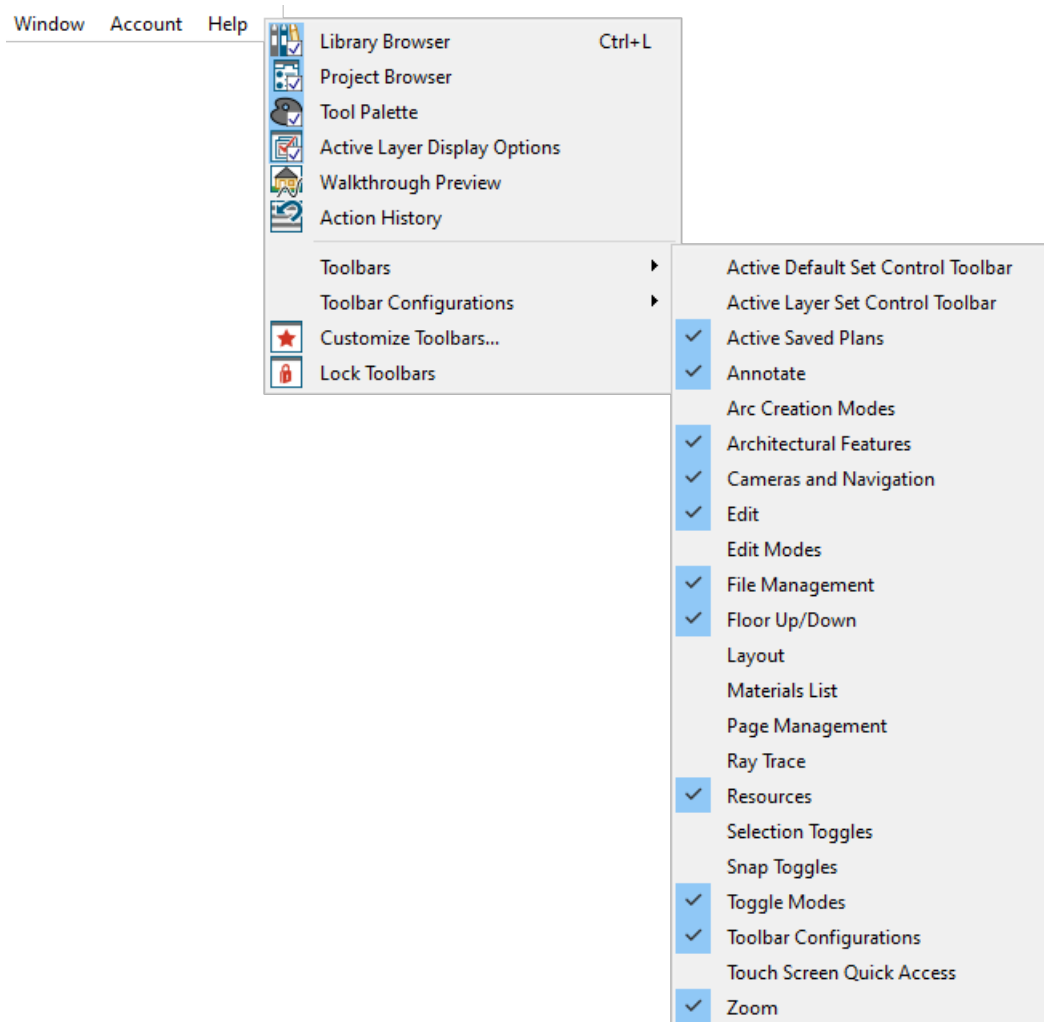 Window Account Help
Library Browser Ctrl+L
Project Browser
Tool Palette
Active Layer Display Options
Walkthrough Preview
Action History
Toolbars
Toolbar Configurations
Customize Toolbars...
Lock Toolbars
Active Default Set Control Toolbar
Active Layer Set Control Toolbar
Active Saved Plans
Annotate
Arc Creation Modes
Architectural Features
Cameras and Navigation
Edit
Edit Modes
File Management
Floor Up/Down
Layout
Materials List
Page Management
Ray Trace
Resources
Selection Toggles
Snap Toggles
Toggle Modes
Toolbar Configurations
Touch Screen Quick Access
Zoom